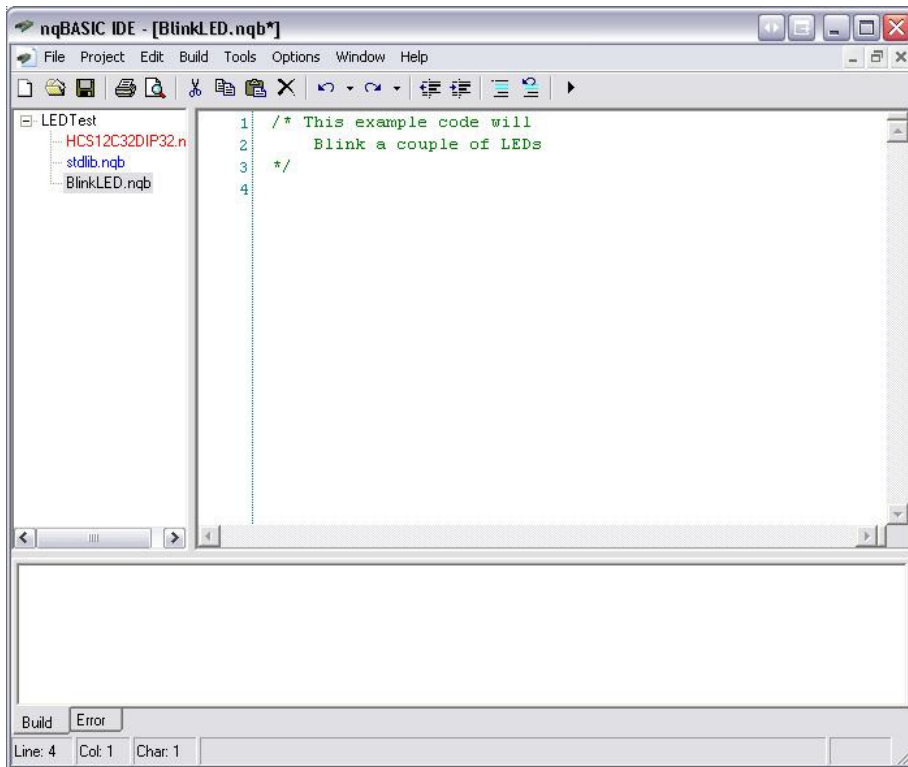 nqBASIC IDE - [BlinkLED.nqb*]
File Project Edit Build Tools Options Window Help
LEDTest
HCS12C32DIP32.n
stdlib.nqb
BlinkLED.nqb
1 /* This example code will
2 Blink a couple of LEDs
3 */
4
Build Error
Line: 4 Col: 1 Char: 1